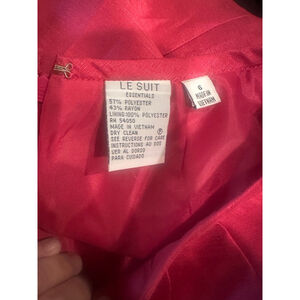 LE SUIT
ESSENTIALS
57% POLYESTER
43% RAYON
LINING:100% POLYESTER
RN 54050
MADE IN VIETNAM
DRY CLEAN
SEE REVERSE FOR CARE
INSTRUCTIONS AU DOS
VER AL DORSO
PARA CUIDADO
6
MADE IN
VIETNAM